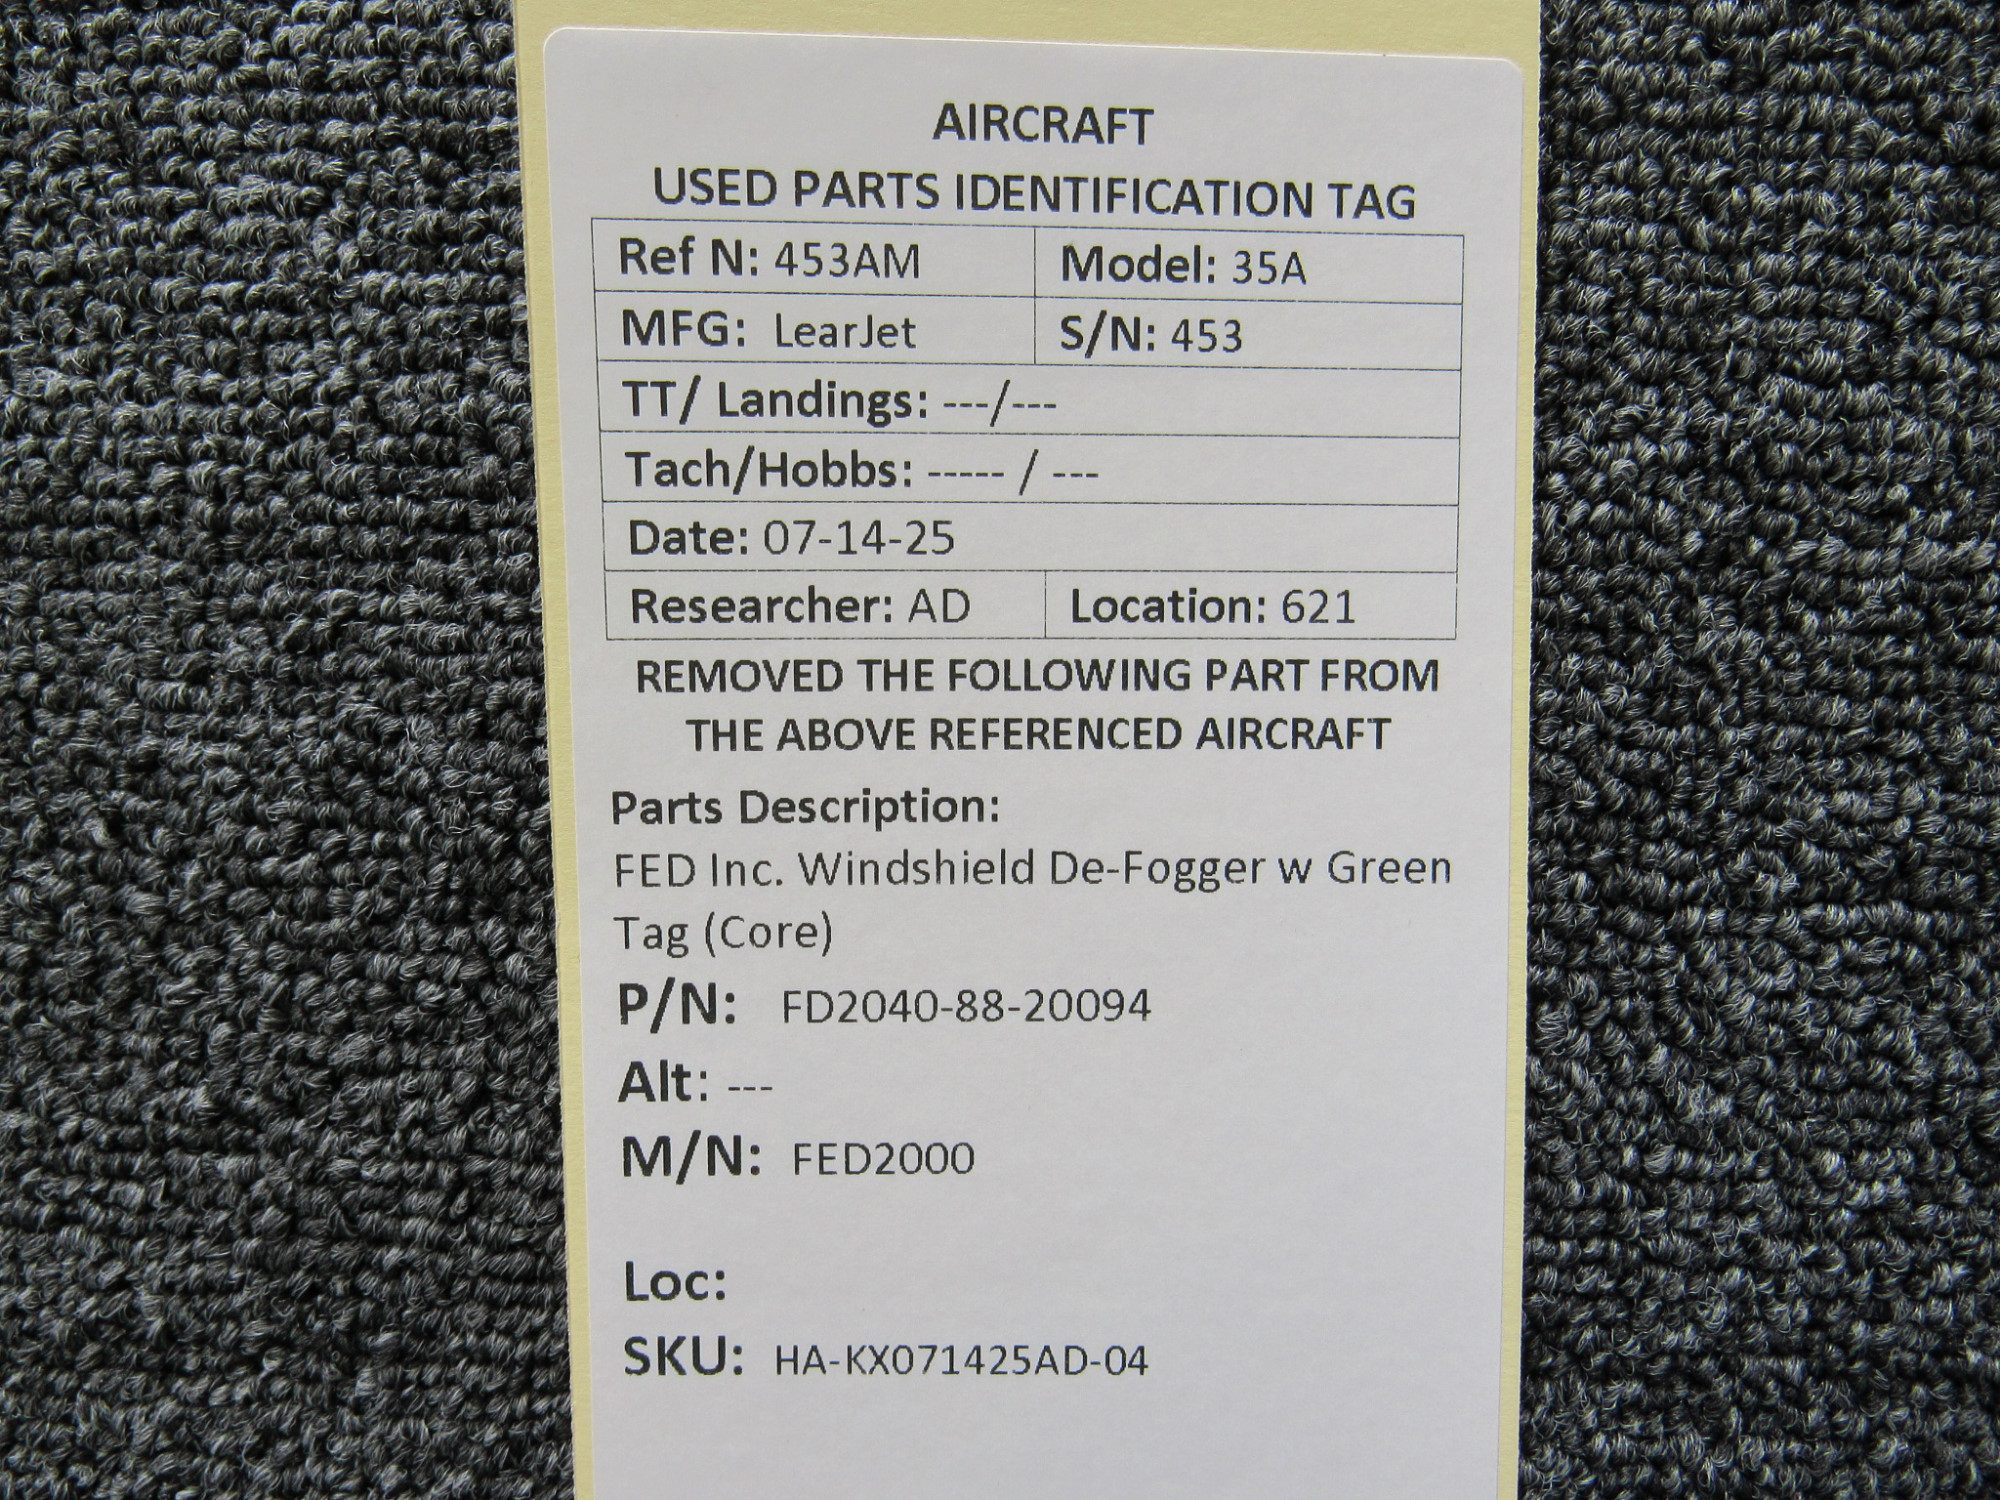 AIRCRAFT
USED PARTS IDENTIFICATION TAG
Ref N: 453AM Model: 35A
MFG: LearJet S/N: 453
TT/ Landings: ---/---
Tach/Hobbs: ----- / ---
Date: 07-14-25
Researcher: AD Location: 621
REMOVED THE FOLLOWING PART FROM
THE ABOVE REFERENCED AIRCRAFT
Parts Description:
FED Inc. Windshield De-Fogger w Green
Tag (Core)
P/N: FD2040-88-20094
Alt: ---
M/N: FED2000
Loc:
SKU: HA-KX071425AD-04